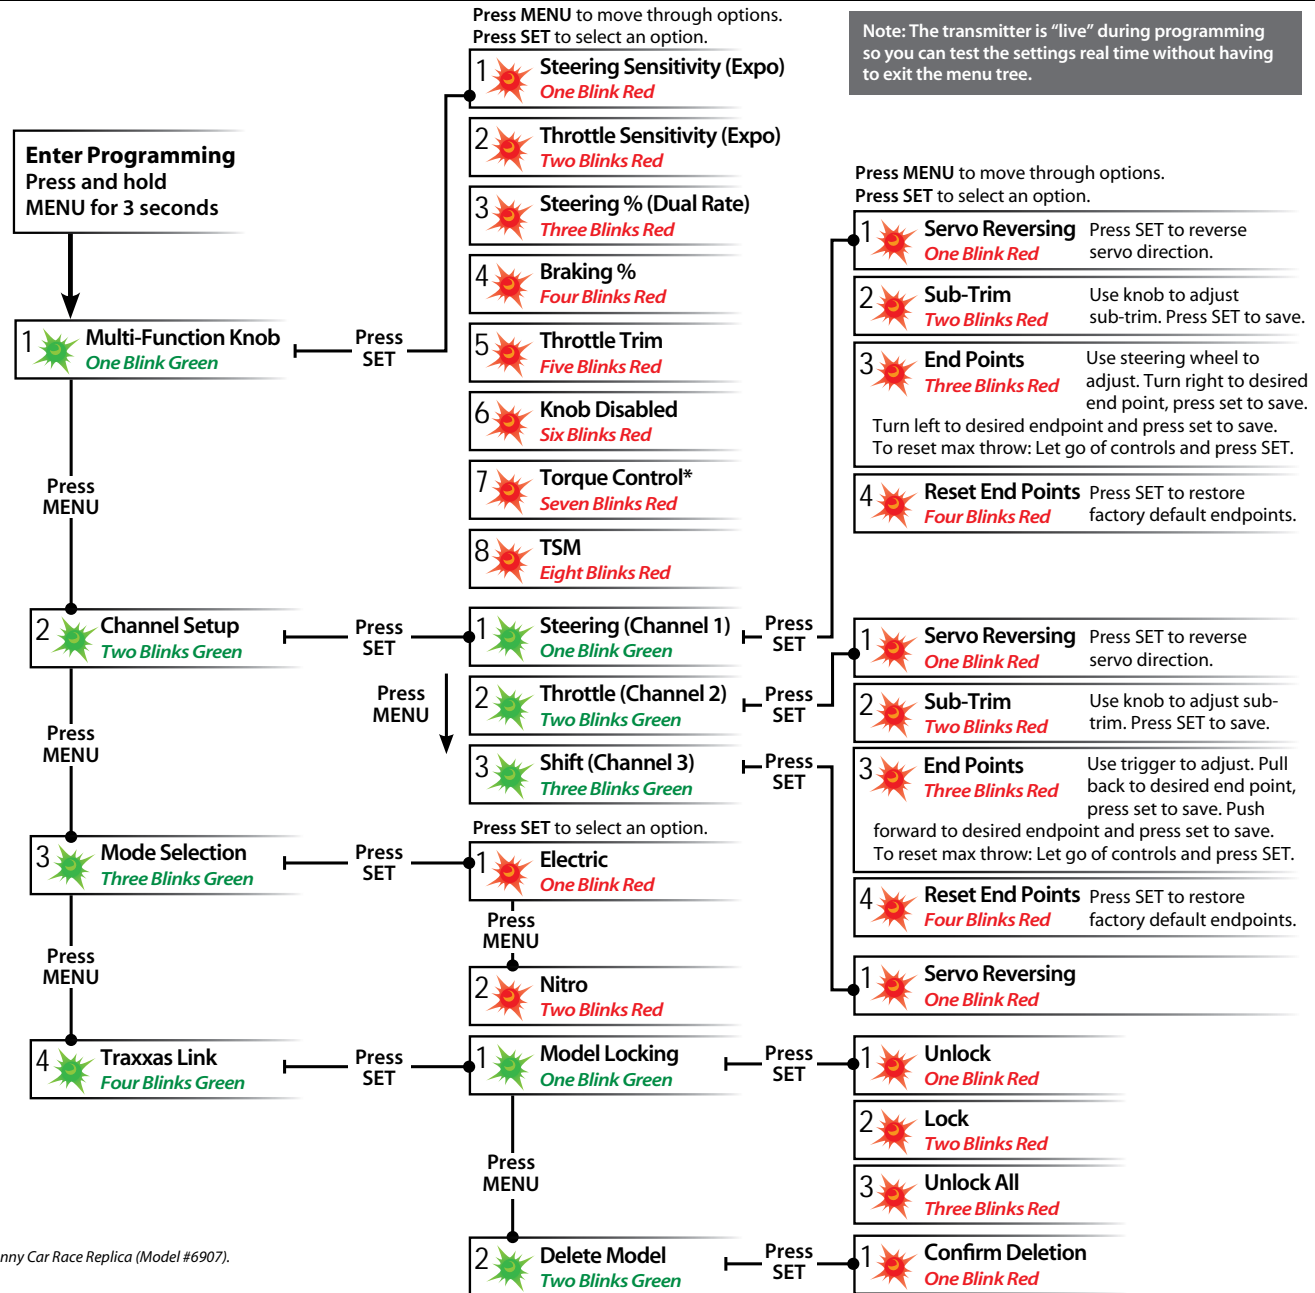 Press MENU to move through options.
Press SET to select an option.
Note: The transmitter is “live” during programming
so you can test the settings real time without having
to exit the menu tree.
Enter Programming
Press and hold
MENU for 3 seconds
1 Multi-Function Knob
One Blink Green
Press
SET
1 Steering Sensitivity (Expo)
One Blink Red
2 Throttle Sensitivity (Expo)
Two Blinks Red
3 Steering % (Dual Rate)
Three Blinks Red
4 Braking %
Four Blinks Red
5 Throttle Trim
Five Blinks Red
6 Knob Disabled
Six Blinks Red
7 Torque Control*
Seven Blinks Red
8 TSM
Eight Blinks Red
Press
MENU
2 Channel Setup
Two Blinks Green
Press
SET
1 Steering (Channel 1)
One Blink Green
Press
SET
Press
MENU
2 Throttle (Channel 2)
Two Blinks Green
Press
SET
3 Shift (Channel 3)
Three Blinks Green
Press
SET
Press MENU to move through options.
Press SET to select an option.
1 Servo Reversing Press SET to reverse
One Blink Red servo direction.
2 Sub-Trim Use knob to adjust
Two Blinks Red sub-trim. Press SET to save.
3 End Points Use steering wheel to
Three Blinks Red adjust. Turn right to desired
end point, press set to save.
Turn left to desired endpoint and press set to save.
To reset max throw: Let go of controls and press SET.
4 Reset End Points Press SET to restore
Four Blinks Red factory default endpoints.
1 Servo Reversing Press SET to reverse
One Blink Red servo direction.
2 Sub-Trim Use knob to adjust sub-
Two Blinks Red trim. Press SET to save.
3 End Points Use trigger to adjust. Pull
Three Blinks Red back to desired end point,
press set to save. Push
forward to desired endpoint and press set to save.
To reset max throw: Let go of controls and press SET.
4 Reset End Points Press SET to restore
Four Blinks Red factory default endpoints.
1 Servo Reversing
One Blink Red
Press
MENU
3 Mode Selection
Three Blinks Green
Press
SET
Press SET to select an option.
1 Electric
One Blink Red
Press
MENU
2 Nitro
Two Blinks Red
Press
MENU
4 Traxxas Link
Four Blinks Green
Press
SET
1 Model Locking
One Blink Green
Press
SET
1 Unlock
One Blink Red
2 Lock
Two Blinks Red
3 Unlock All
Three Blinks Red
Press
MENU
2 Delete Model
Two Blinks Green
Press
SET
1 Confirm Deletion
One Blink Red
nny Car Race Replica (Model #6907).